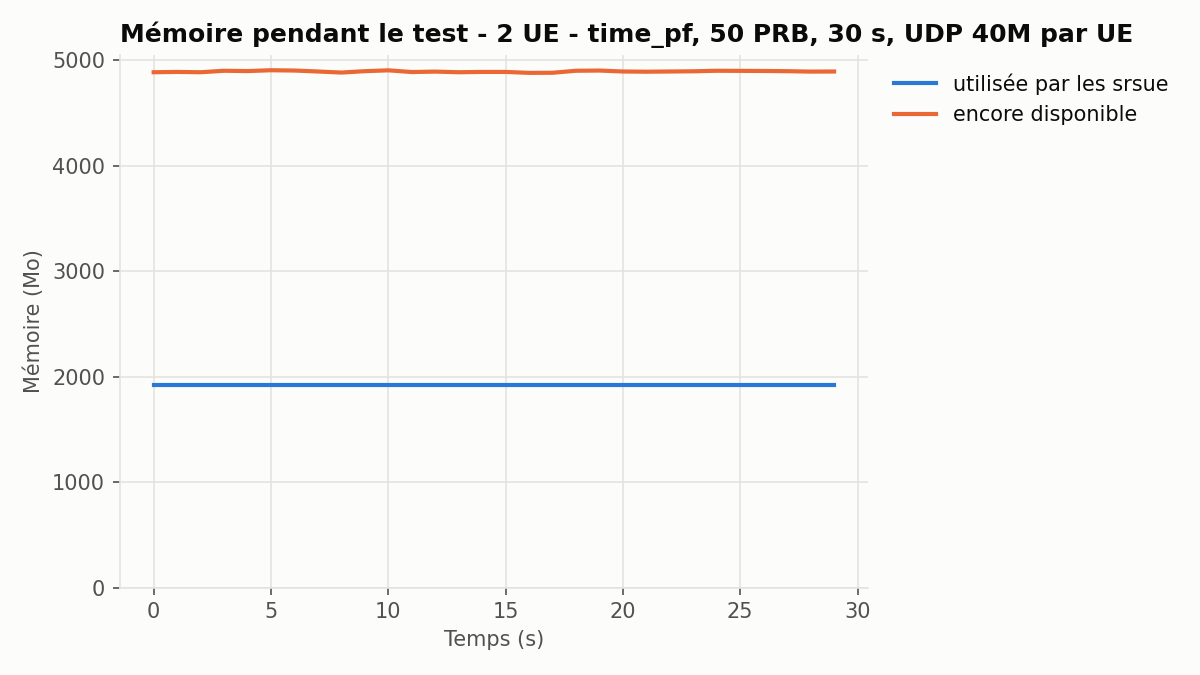 Mémoire pendant le test - 2 UE - time_pf, 50 PRB, 30 s, UDP 40M par UE
utilisée par les srsue
encore disponible
Mémoire (Mo)
5000
4000
3000
2000
1000
0
0 5 10 15 20 25 30
Temps (s)